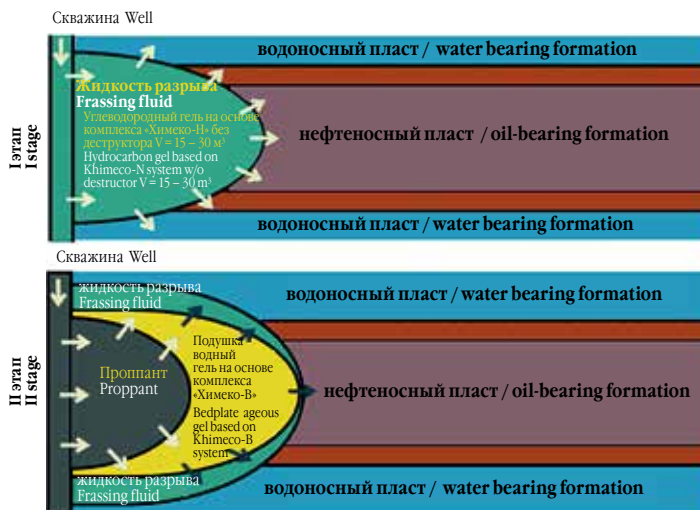 Скважина Well
водоносный пласт / water bearing formation
I этап
I stage
Жидкость разрыва
Frassing fluid
Углеводородный гель на основе
комплекса «Химеко-Н» без
деструктора V = 15 – 30 м³
Hydrocarbon gel based on
Khimeco-N system w/o
destructor V = 15 – 30 m³
нефтеносный пласт / oil-bearing formation
водоносный пласт / water bearing formation
Скважина Well
жидкость разрыва
Frassing fluid
водоносный пласт / water bearing formation
II этап
II stage
Проппант
Proppant
Подушка
водный
гель на основе
комплекса
«Химеко-В»
Bedplate ageous
gel based on
Khimeco-B
system
нефтеносный пласт / oil-bearing formation
жидкость разрыва
Frassing fluid
водоносный пласт / water bearing formation